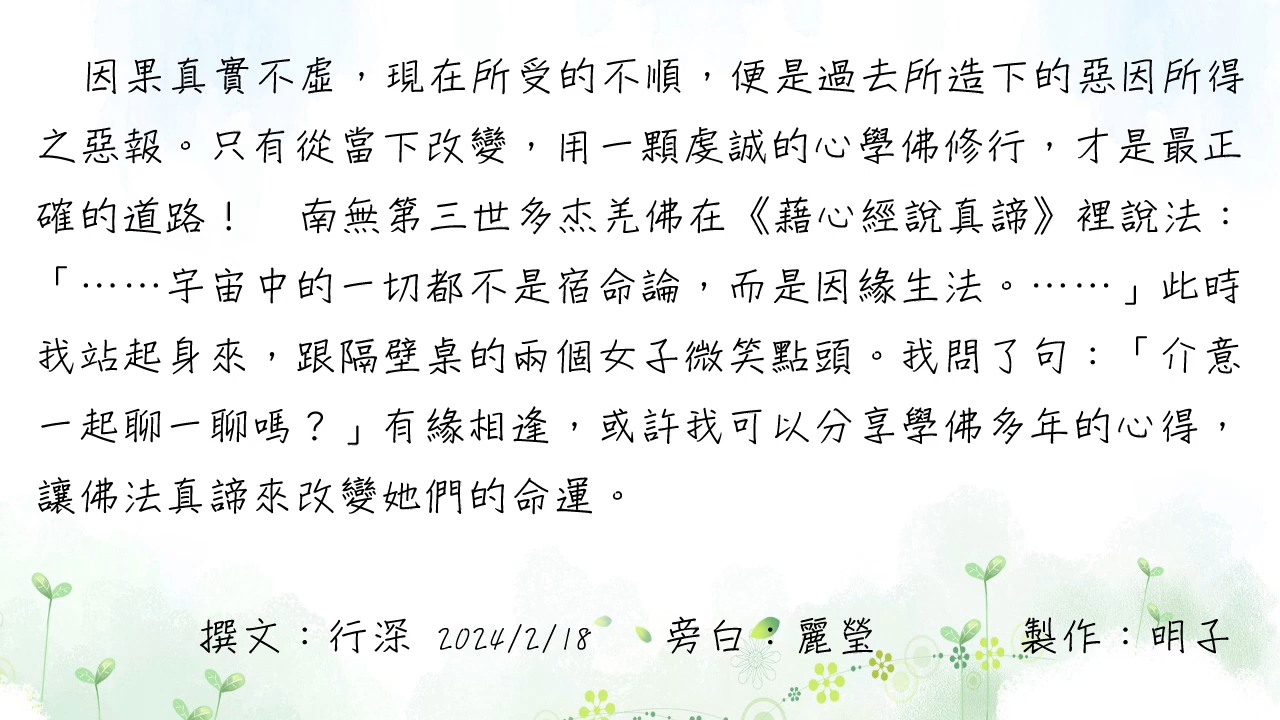 因果真實不虛，現在所受的不順，便是過去所造下的惡因所得
之惡報。只有從當下改變，用一顆虔誠的心學佛修行，才是最正
確的道路！　南無第三世多杰羌佛在《藉心經說真諦》裡說法：
「……宇宙中的一切都不是宿命論，而是因緣生法。……」此時
我站起身來，跟隔壁桌的兩個女子微笑點頭。我問了句：「介意
一起聊一聊嗎？」有緣相逢，或許我可以分享學佛多年的心得，
讓佛法真諦來改變她們的命運。
撰文：行深 2024/2/18　旁白：麗瑩　　　製作：明子